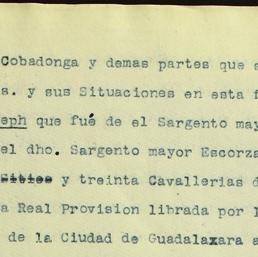 Cobadonga y demas partes que
s. y sus Situaciones en esta
eph que fué de el Sargento may
el dho. Sargento mayor Escorza
Sities y treinta Cavallerias d
a Real Provision librada por l
de la Ciudad de Guadalaxara a